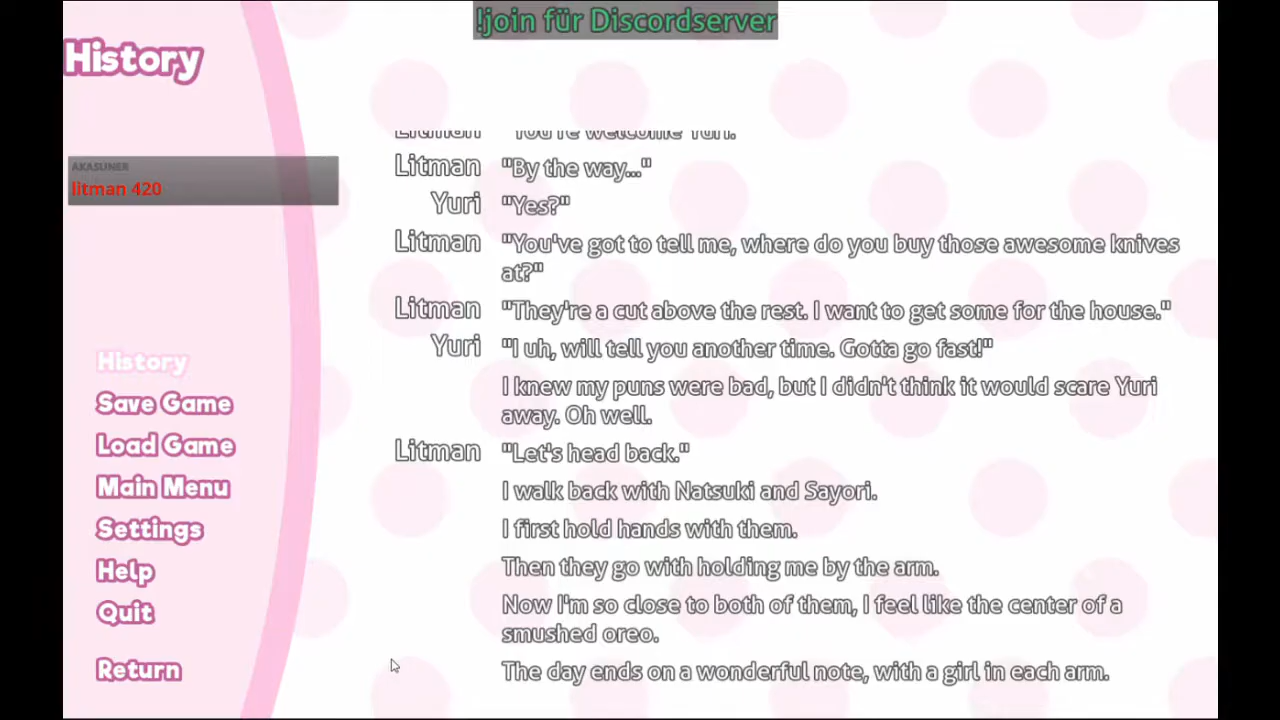 !join für Discordserver
History
AKASUNER
litman 420
Litman "You're welcome Yuri."
Litman "By the way..."
Yuri "Yes?"
Litman "You've got to tell me, where do you buy those awesome knives
at?"
Litman "They're a cut above the rest. I want to get some for the house."
Yuri "I uh, will tell you another time. Gotta go fast!"
I knew my puns were bad, but I didn't think it would scare Yuri
away. Oh well.
Litman "Let's head back."
I walk back with Natsuki and Sayori.
I first hold hands with them.
Then they go with holding me by the arm.
Now I'm so close to both of them, I feel like the center of a
smushed oreo.
The day ends on a wonderful note, with a girl in each arm.
History
Save Game
Load Game
Main Menu
Settings
Help
Quit
Return